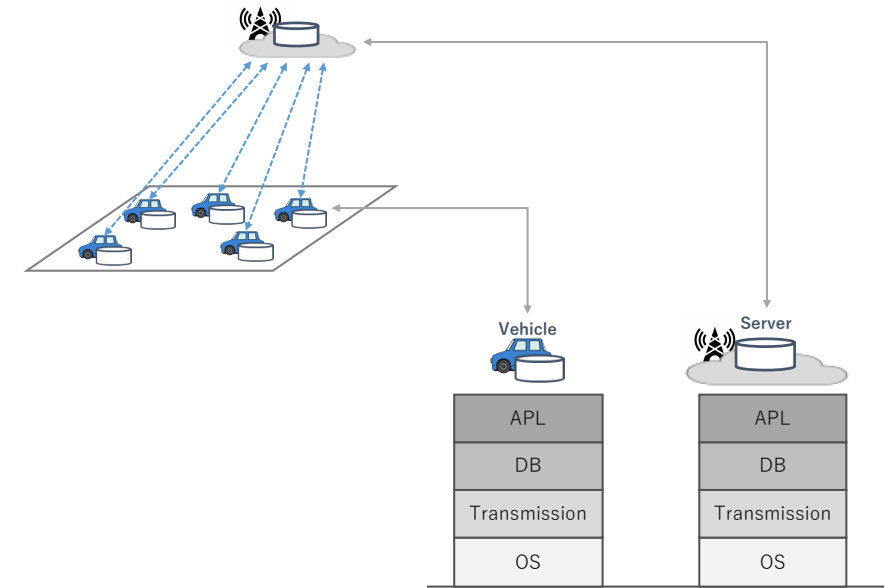 Vehicle
Server
APL
APL
DB
DB
Transmission
Transmission
OS
OS